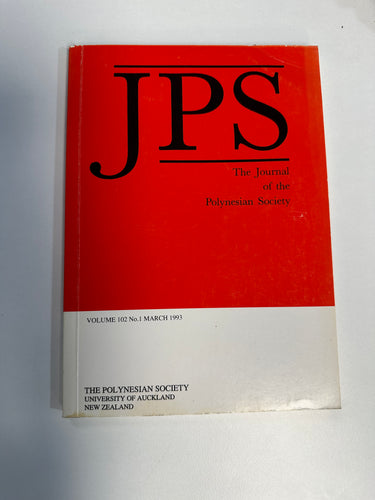 JPS
The Journal
of the
Polynesian Society
VOLUME 102 No.1 MARCH 1993
THE POLYNESIAN SOCIETY
UNIVERSITY OF AUCKLAND
NEW ZEALAND